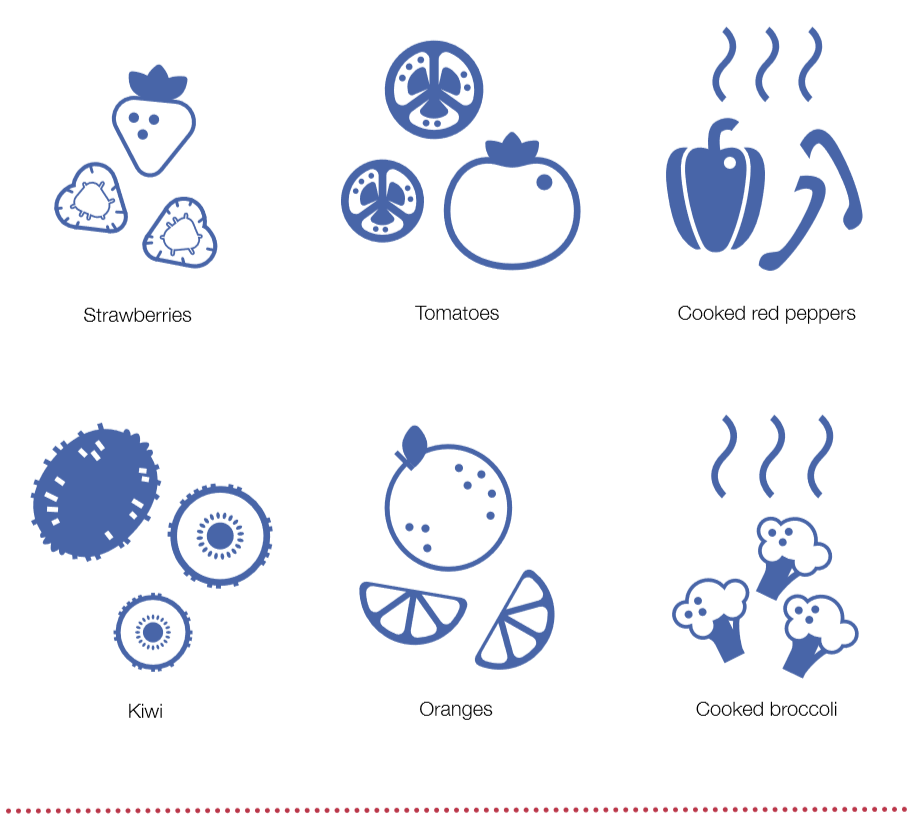 Strawberries
Tomatoes
Cooked red peppers
Kiwi
Oranges
Cooked broccoli